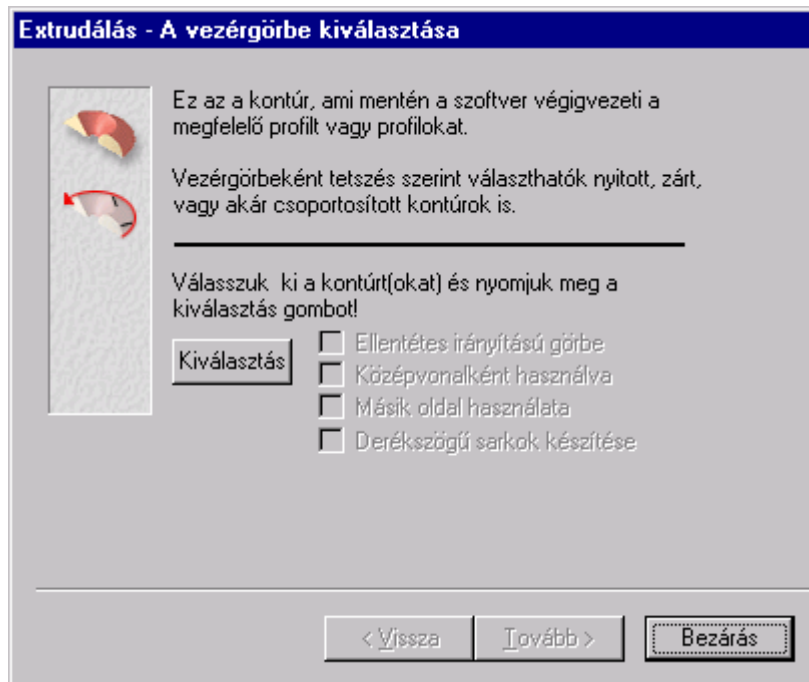 Extrudálás - A vezérgörbe kiválasztása
Ez az a kontúr, ami mentén a szoftver végigvezeti a
megfelelő profilt vagy profilokat.
Vezérgörbeként tetszés szerint választhatók nyitott, zárt,
vagy akár csoportosított kontúrok is.
Válasszuk ki a kontúrt(okat) és nyomjuk meg a
kiválasztás gombot!
Kiválasztás
Ellentétes irányítású görbe
Középvonalként használva
Másik oldal használata
Derékszögű sarkok készítése
< Vissza
Tovább >
Bezárás